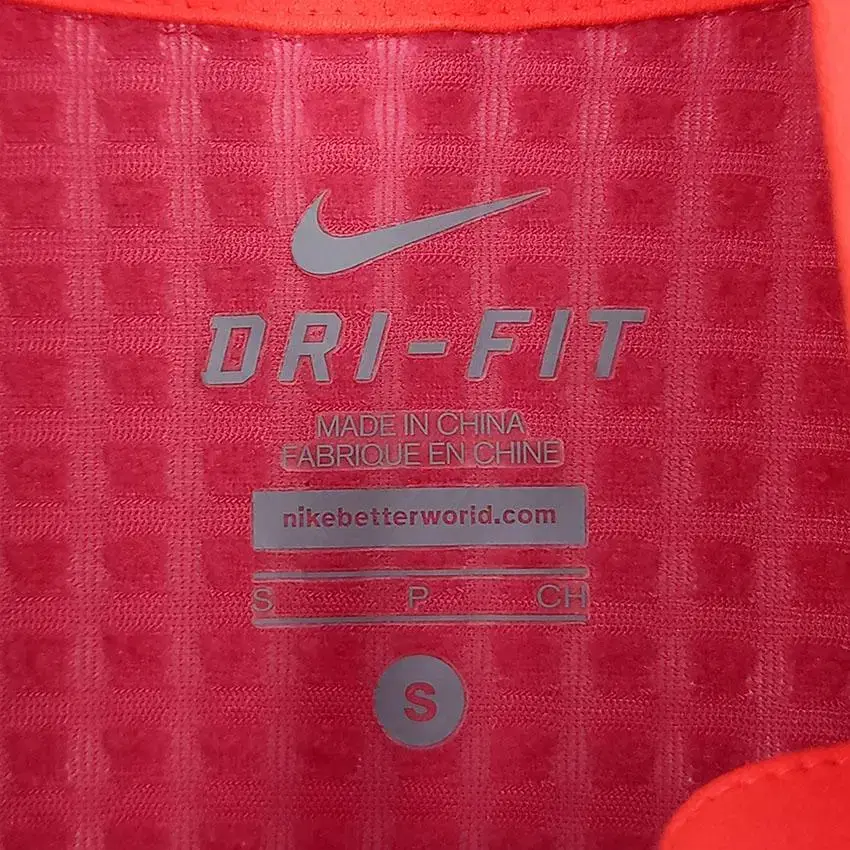 DRI-FIT
MADE IN CHINA
FABRIQUE EN CHINE
nikebetterworld.com
S P CH
S